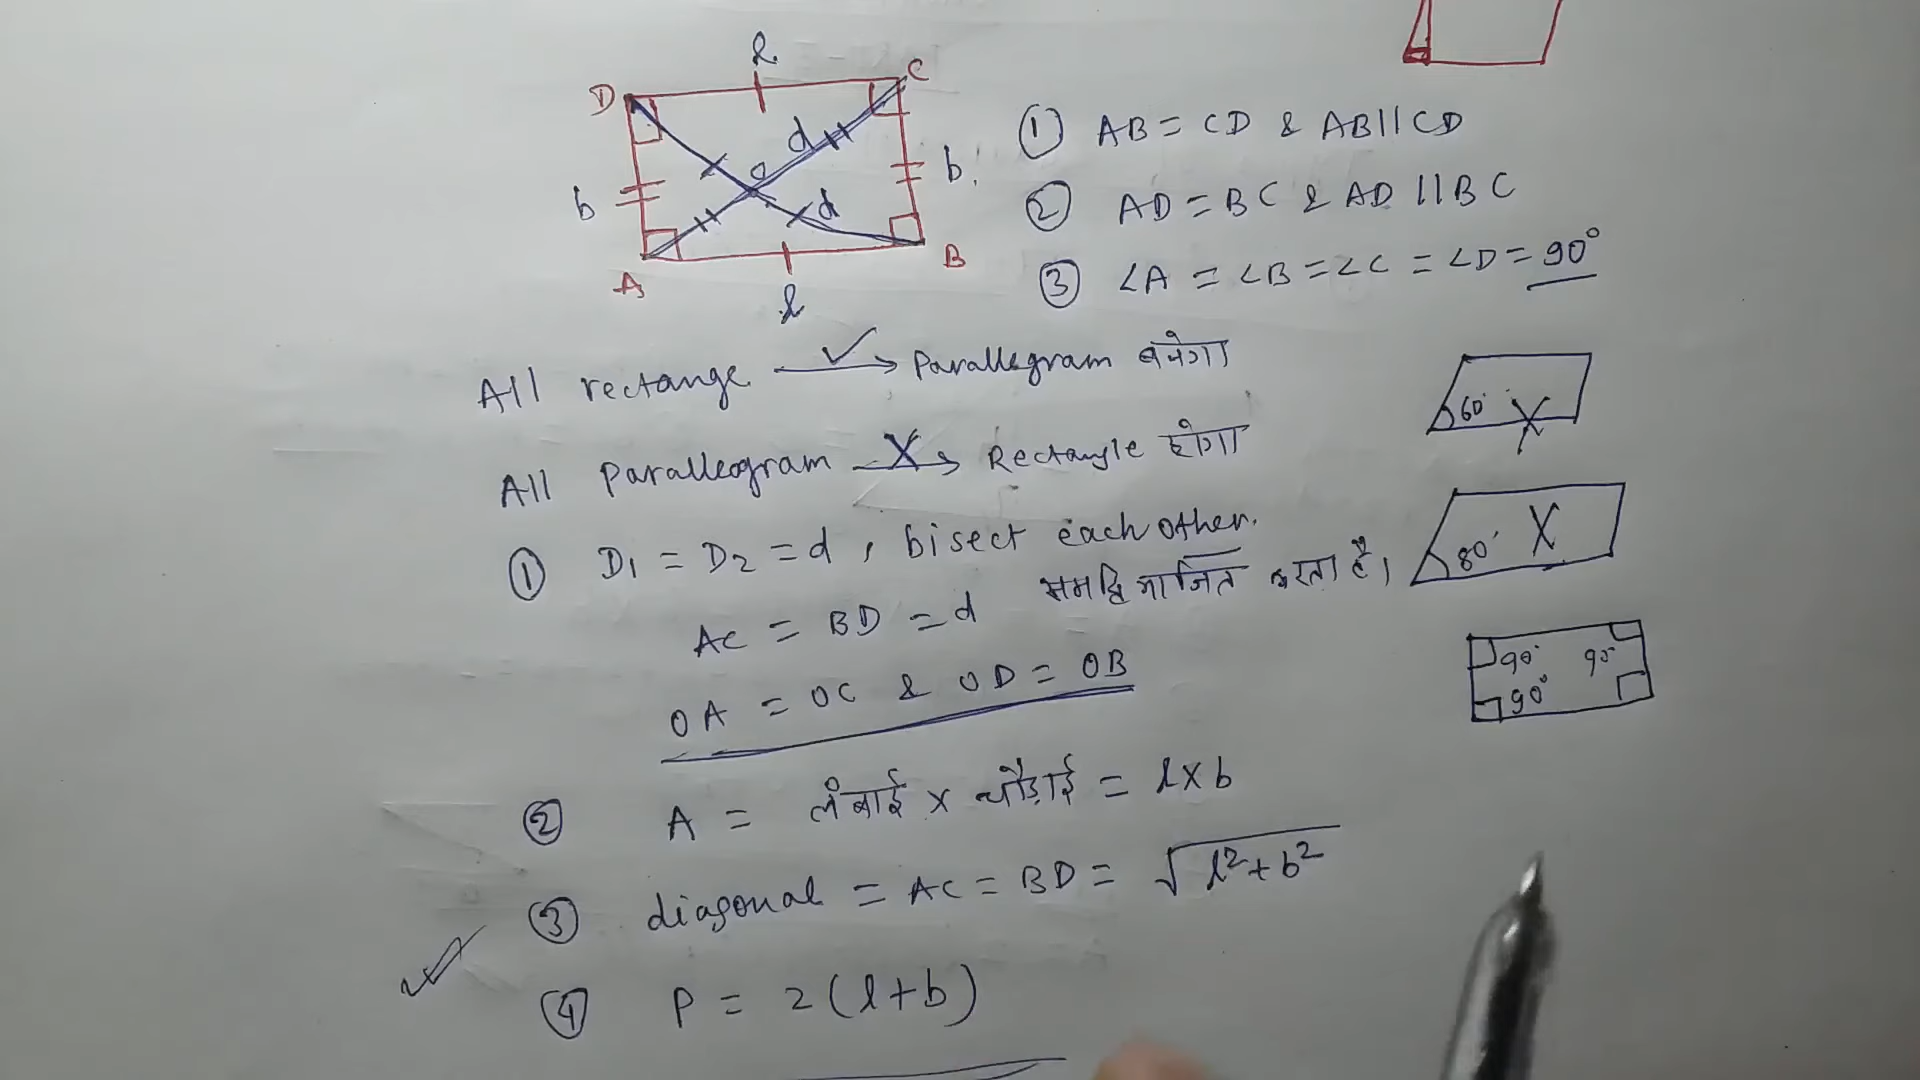 l
D
C
d
b
b
o
d
A
B
l
① AB = CD & AB || CD
② AD = BC & AD || BC
③ ∠A = ∠B = ∠C = ∠D = 90°
All rectange ✓→ Parallegram बनेगा
60°
X
All Paralleogram X→ Rectangle होगा
① D1 = D2 = d, bisect each other.
समद्विभाजित करता है।
80° X
AC = BD = d
OA = OC & OD = OB
90° 90°
90°
② A = लंबाई × चौड़ाई = l×b
③ diagonal = AC = BD = √l²+b²
④ P = 2(l+b)